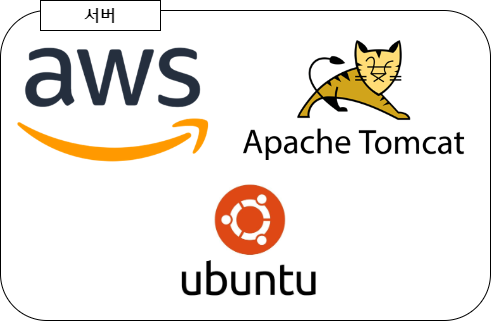 서버
aws
Apache Tomcat
ubuntu